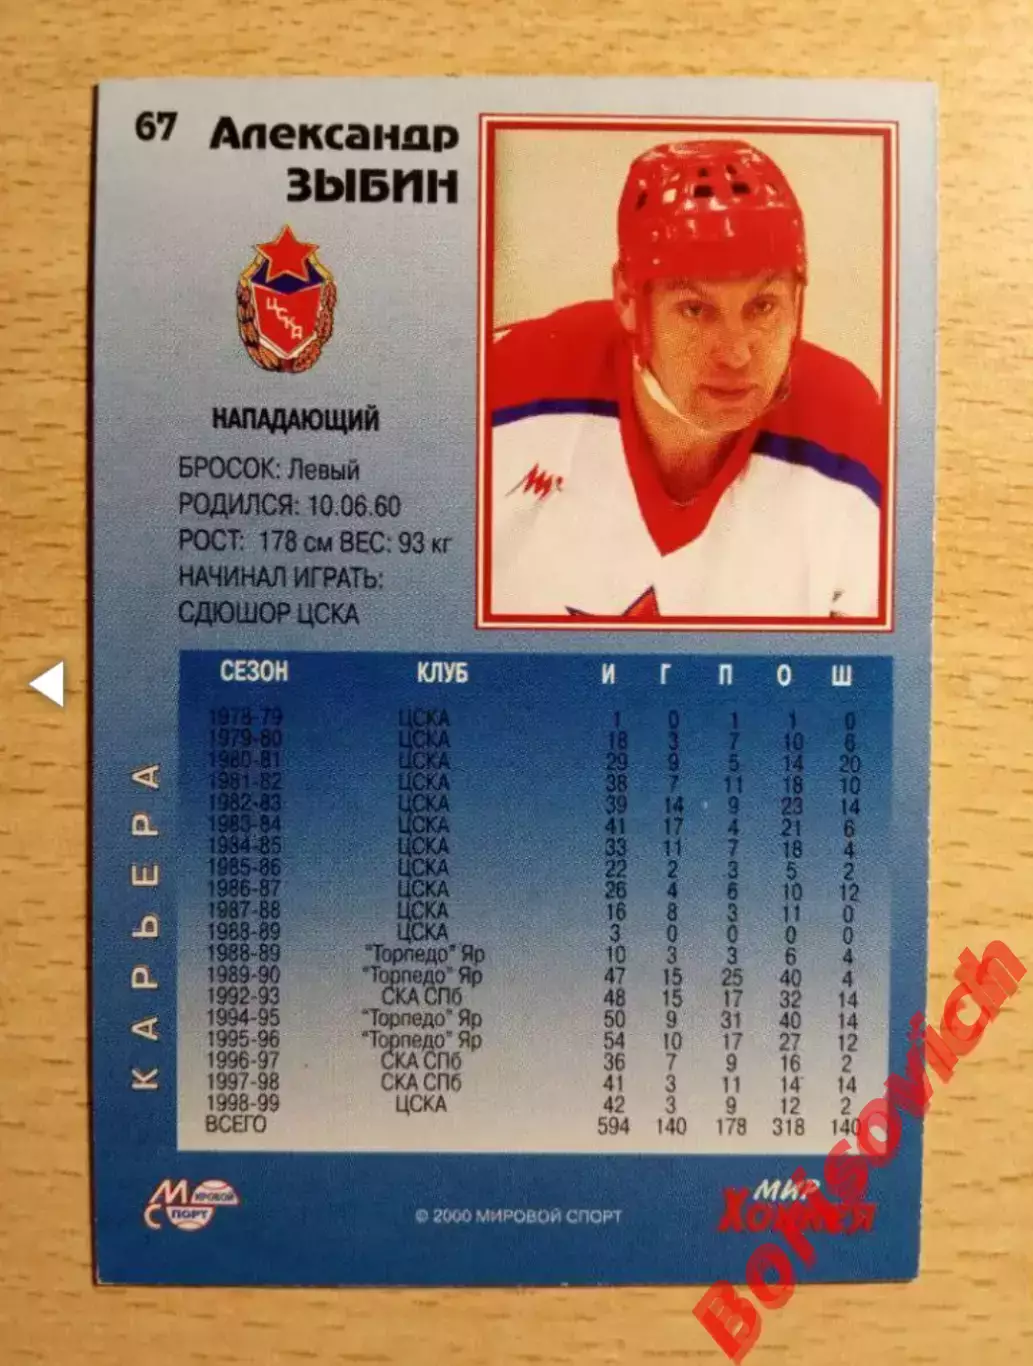 67 Александр
ЗЫБИН
ЦСКА
НАПАДАЮЩИЙ
БРОСОК: Левый
РОДИЛСЯ: 10.06.60
РОСТ: 178 см ВЕС: 93 кг
НАЧИНАЛ ИГРАТЬ:
СДЮШОР ЦСКА
КАРЬЕРА
СЕЗОН КЛУБ И Г П О Ш
1978-79 ЦСКА 1 0 1 1 0
1979-80 ЦСКА 18 3 7 10 6
1980-81 ЦСКА 29 9 5 14 20
1981-82 ЦСКА 38 7 11 18 10
1982-83 ЦСКА 39 14 9 23 14
1983-84 ЦСКА 41 17 4 21 6
1984-85 ЦСКА 33 11 7 18 4
1985-86 ЦСКА 22 2 3 5 2
1986-87 ЦСКА 26 4 6 10 12
1987-88 ЦСКА 16 8 3 11 0
1988-89 ЦСКА 3 0 0 0 0
1988-89 "Торпедо" Яр 10 3 3 6 4
1989-90 "Торпедо" Яр 47 15 25 40 4
1992-93 СКА СПб 48 15 17 32 14
1994-95 "Торпедо" Яр 50 9 31 40 14
1995-96 "Торпедо" Яр 54 10 17 27 12
1996-97 СКА СПб 36 7 9 16 2
1997-98 СКА СПб 41 3 11 14 14
1998-99 ЦСКА 42 3 9 12 2
ВСЕГО 594 140 178 318 140
МИРОВОЙ
СПОРТ
© 2000 МИРОВОЙ СПОРТ
МИР
ХОККЕЯ
Borisovich